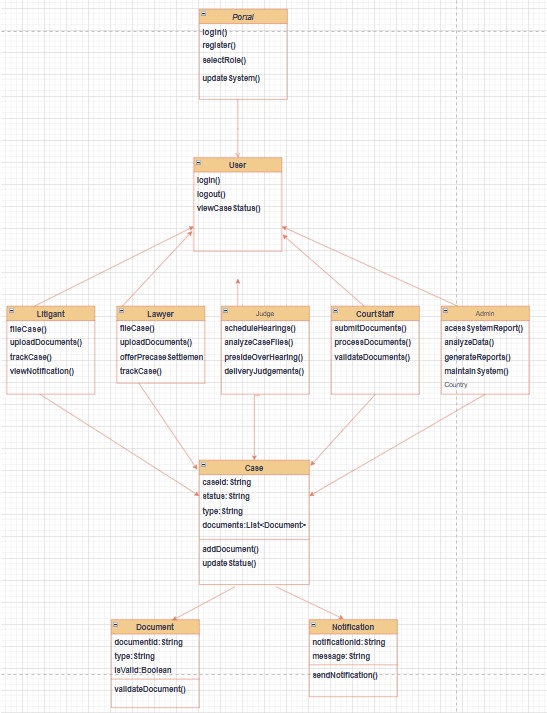 Portal
login()
register()
selectRole()
updateSystem()
User
login()
logout()
viewCaseStatus()
Litigant
fileCase()
uploadDocuments()
trackCase()
viewNotification()
Lawyer
fileCase()
uploadDocuments()
offerPrecaseSettlemen
trackCase()
Judge
scheduleHearings()
analyzeCaseFiles()
presideOverHearing()
deliveryJudgements()
CourtStaff
submitDocuments()
processDocuments()
validateDocuments()
Admin
acessSystemReport()
analyzeData()
generateReports()
maintainSystem()
Country
Case
caseId: String
status: String
type: String
documents:List<Document>
addDocument()
updateStatus()
Document
documentId: String
type: String
isValid:Boolean
validateDocument()
Notification
notificationId: String
message: String
sendNotification()